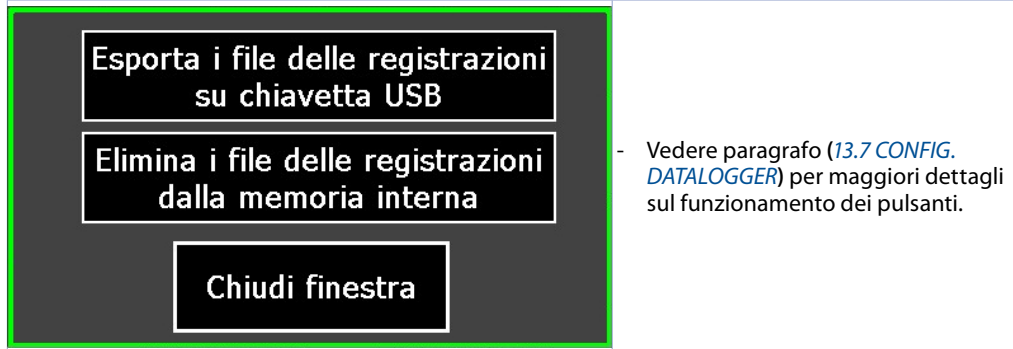 Esporta i file delle registrazioni
su chiavetta USB
Elimina i file delle registrazioni
dalla memoria interna
Chiudi finestra
- Vedere paragrafo (13.7 CONFIG.
DATALOGGER) per maggiori dettagli
sul funzionamento dei pulsanti.